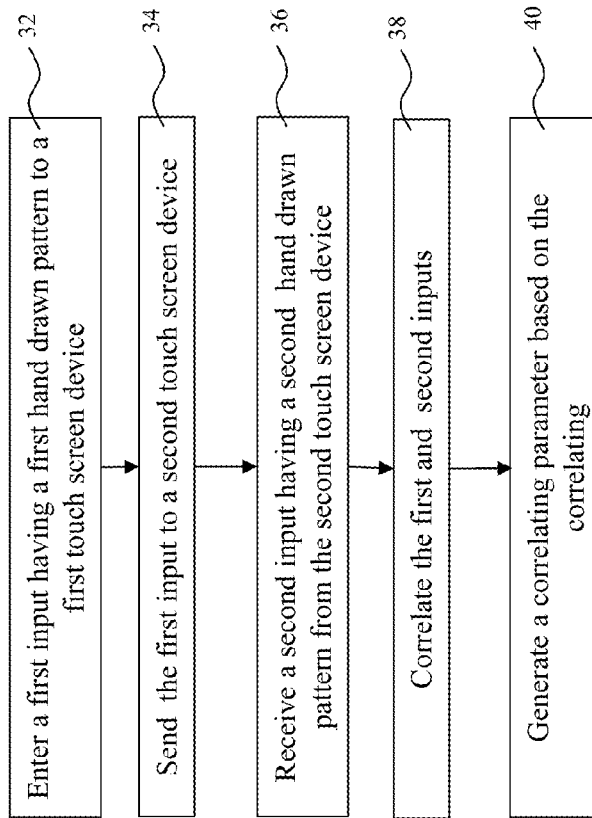 32
Enter a first input having a first hand drawn pattern to a
first touch screen device
34
Send the first input to a second touch screen device
36
Receive a second input having a second hand drawn
pattern from the second touch screen device
38
Correlate the first and second inputs
40
Generate a correlating parameter based on the
correlating